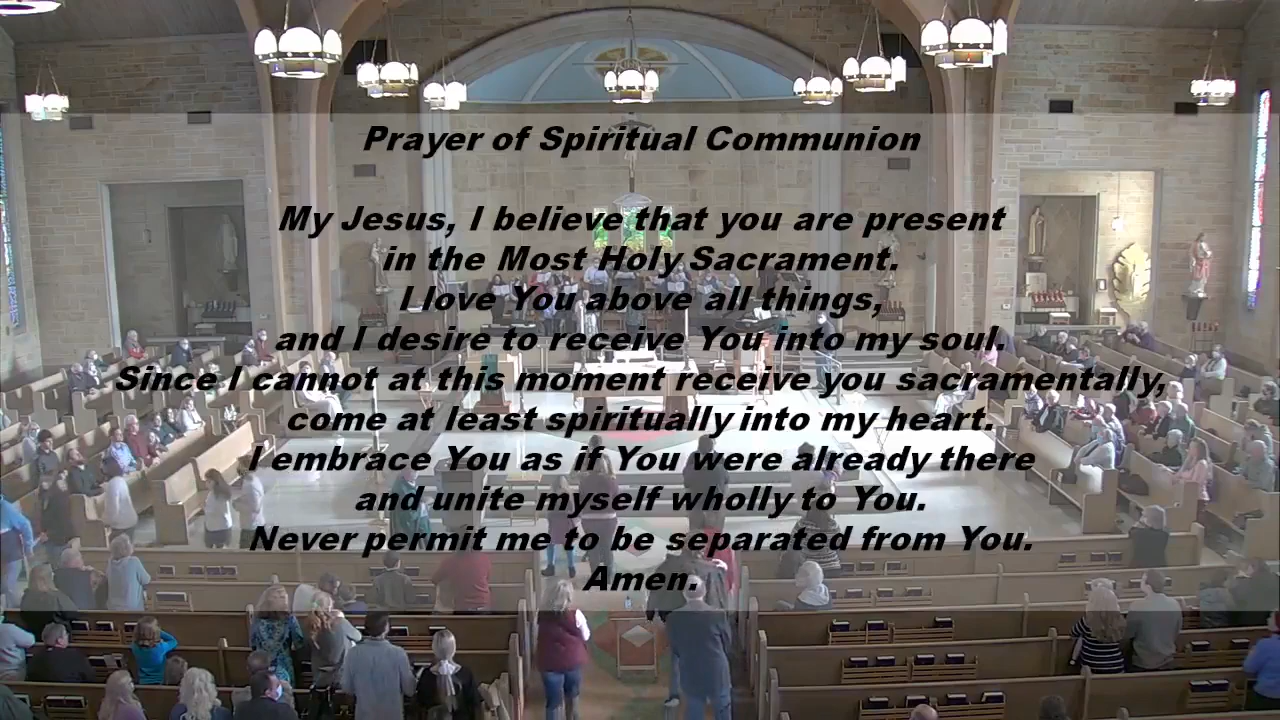 Prayer of Spiritual Communion
My Jesus, I believe that you are present
in the Most Holy Sacrament.
I love You above all things,
and I desire to receive You into my soul.
Since I cannot at this moment receive you sacramentally,
come at least spiritually into my heart.
I embrace You as if You were already there
and unite myself wholly to You.
Never permit me to be separated from You.
Amen.